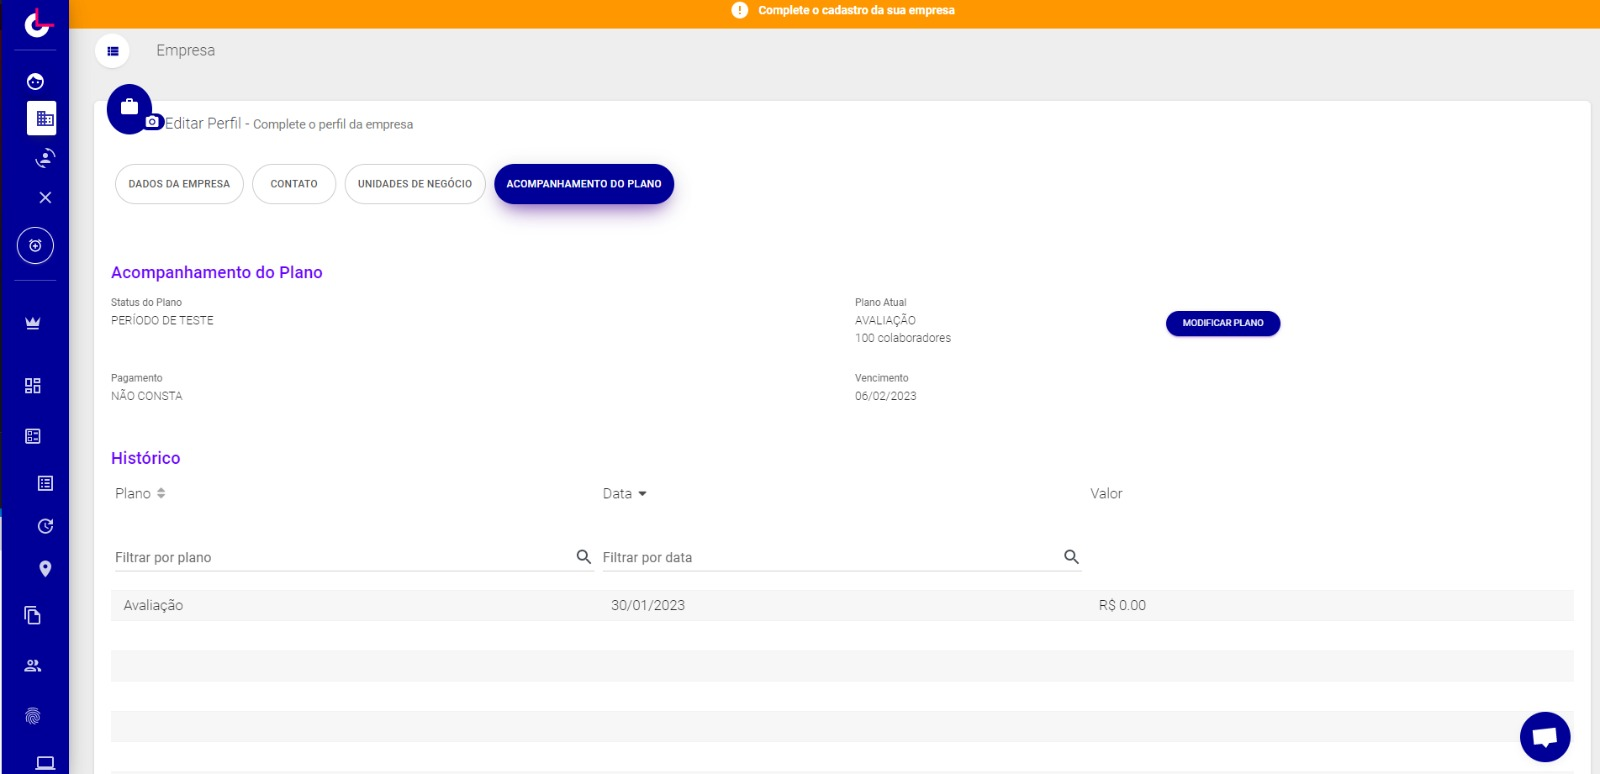 Complete o cadastro da sua empresa
Empresa
Editar Perfil - Complete o perfil da empresa
DADOS DA EMPRESA
CONTATO
UNIDADES DE NEGÓCIO
ACOMPANHAMENTO DO PLANO
Acompanhamento do Plano
Status do Plano
PERÍODO DE TESTE
Plano Atual
AVALIAÇÃO
100 colaboradores
MODIFICAR PLANO
Pagamento
NÃO CONSTA
Vencimento
06/02/2023
Histórico
Plano Data Valor
Filtrar por plano Filtrar por data
Avaliação 30/01/2023 R$ 0.00